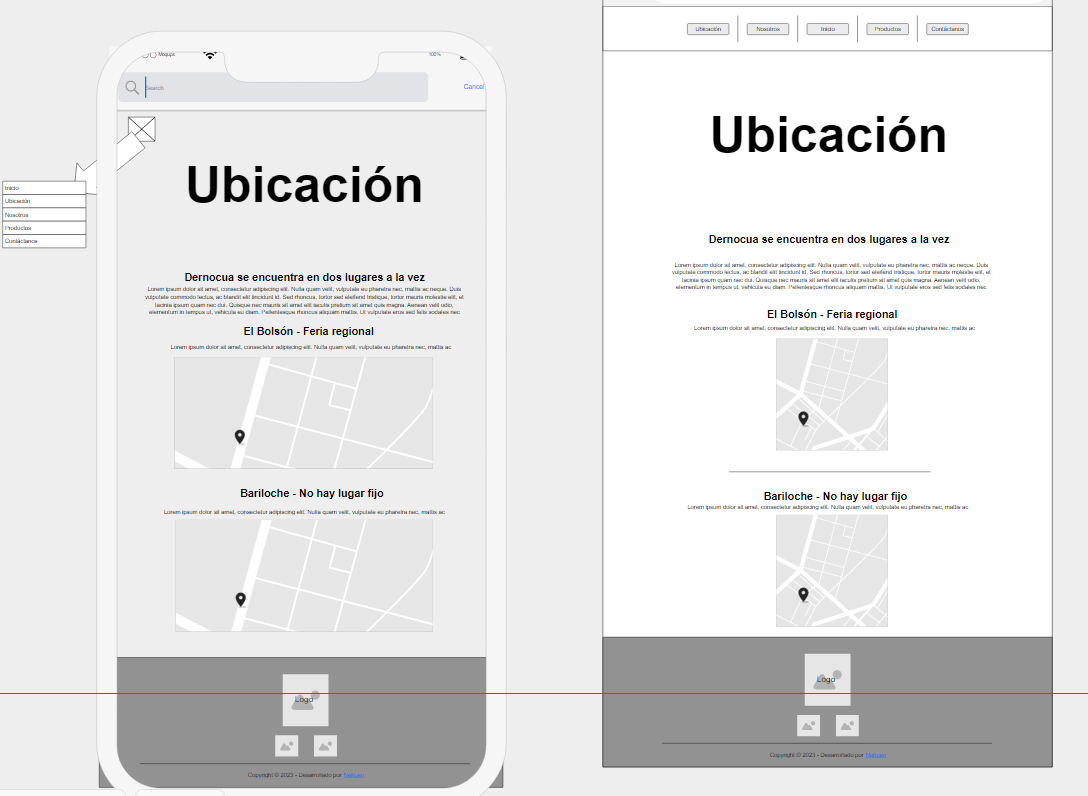 Mojups
100%
Search
Cancel
Inicio
Ubicación
Nosotros
Productos
Contáctanos
Ubicación
Dernocua se encuentra en dos lugares a la vez
Lorem ipsum dolor sit amet, consectetur adipiscing elit. Nulla quam velit, vulputate eu pharetra nec, mattis ac neque. Duis
vulputate commodo lectus, ac blandit elit tincidunt id. Sed rhoncus, tortor sed eleifend tristique, tortor mauris molestie elit, et
lacinia ipsum quam nec dui. Quisque nec mauris sit amet elit iaculis pretium sit amet quis magna. Aenean velit odio,
elementum in tempus ut, vehicula eu diam. Pellentesque rhoncus aliquam mattis. Ut vulputate eros sed felis sodales nec
El Bolsón - Feria regional
Lorem ipsum dolor sit amet, consectetur adipiscing elit. Nulla quam velit, vulputate eu pharetra nec, mattis ac
Bariloche - No hay lugar fijo
Lorem ipsum dolor sit amet, consectetur adipiscing elit. Nulla quam velit, vulputate eu pharetra nec, mattis ac
Logo
Copyright © 2023 - Desarrollado por
Ubicación Nosotros Inicio Productos Contáctanos
Ubicación
Dernocua se encuentra en dos lugares a la vez
Lorem ipsum dolor sit amet, consectetur adipiscing elit. Nulla quam velit, vulputate eu pharetra nec, mattis ac neque. Duis
vulputate commodo lectus, ac blandit elit tincidunt id. Sed rhoncus, tortor sed eleifend tristique, tortor mauris molestie elit, et
lacinia ipsum quam nec dui. Quisque nec mauris sit amet elit iaculis pretium sit amet quis magna. Aenean velit odio,
elementum in tempus ut, vehicula eu diam. Pellentesque rhoncus aliquam mattis. Ut vulputate eros sed felis sodales nec
El Bolsón - Feria regional
Lorem ipsum dolor sit amet, consectetur adipiscing elit. Nulla quam velit, vulputate eu pharetra nec, mattis ac
Bariloche - No hay lugar fijo
Lorem ipsum dolor sit amet, consectetur adipiscing elit. Nulla quam velit, vulputate eu pharetra nec, mattis ac
Logo
Copyright © 2023 - Desarrollado por